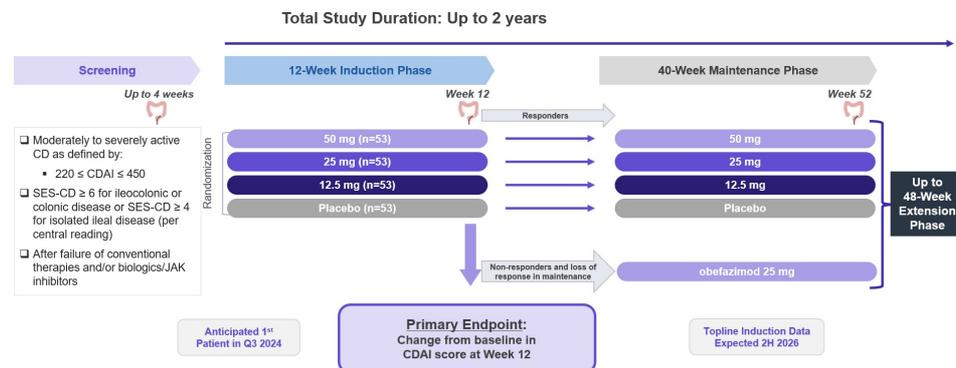 Total Study Duration: Up to 2 years
Screening
12-Week Induction Phase
40-Week Maintenance Phase
Up to 4 weeks
Week 12
Week 52
Responders
❑ Moderately to severely active
CD as defined by:
▪ 220 ≤ CDAI ≤ 450
❑ SES-CD ≥ 6 for ileocolonic or
colonic disease or SES-CD ≥ 4
for isolated ileal disease (per
central reading)
❑ After failure of conventional
therapies and/or biologics/JAK
inhibitors
Randomization
50 mg (n=53)
25 mg (n=53)
12.5 mg (n=53)
Placebo (n=53)
50 mg
25 mg
12.5 mg
Placebo
Up to
48-Week
Extension
Phase
Non-responders and loss of
response in maintenance
obefazimod 25 mg
Anticipated 1st
Patient in Q3 2024
Primary Endpoint:
Change from baseline in
CDAI score at Week 12
Topline Induction Data
Expected 2H 2026